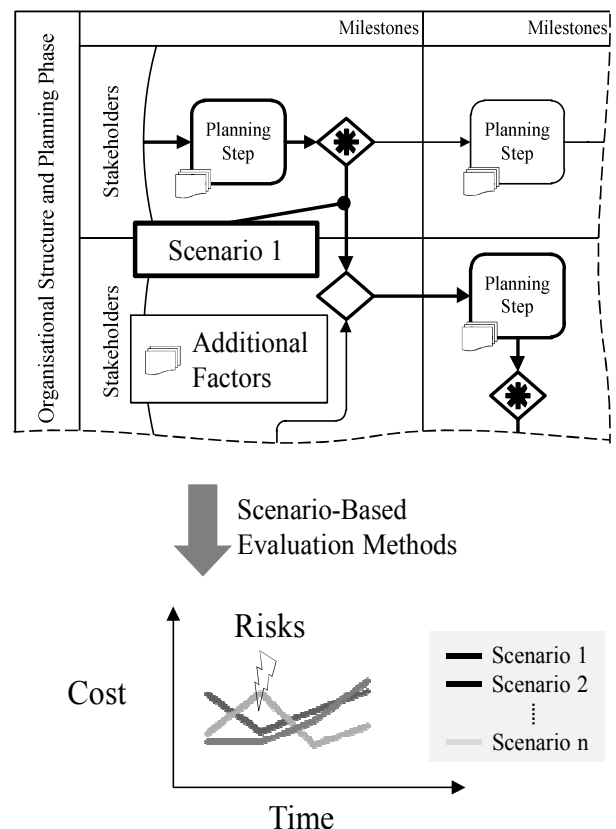 Milestones
Milestones
Organisational Structure and Planning Phase
Stakeholders
Planning
Step
Planning
Step
Scenario 1
Stakeholders
Planning
Step
Additional
Factors
Scenario-Based
Evaluation Methods
Risks
Cost
Time
Scenario 1
Scenario 2
Scenario n